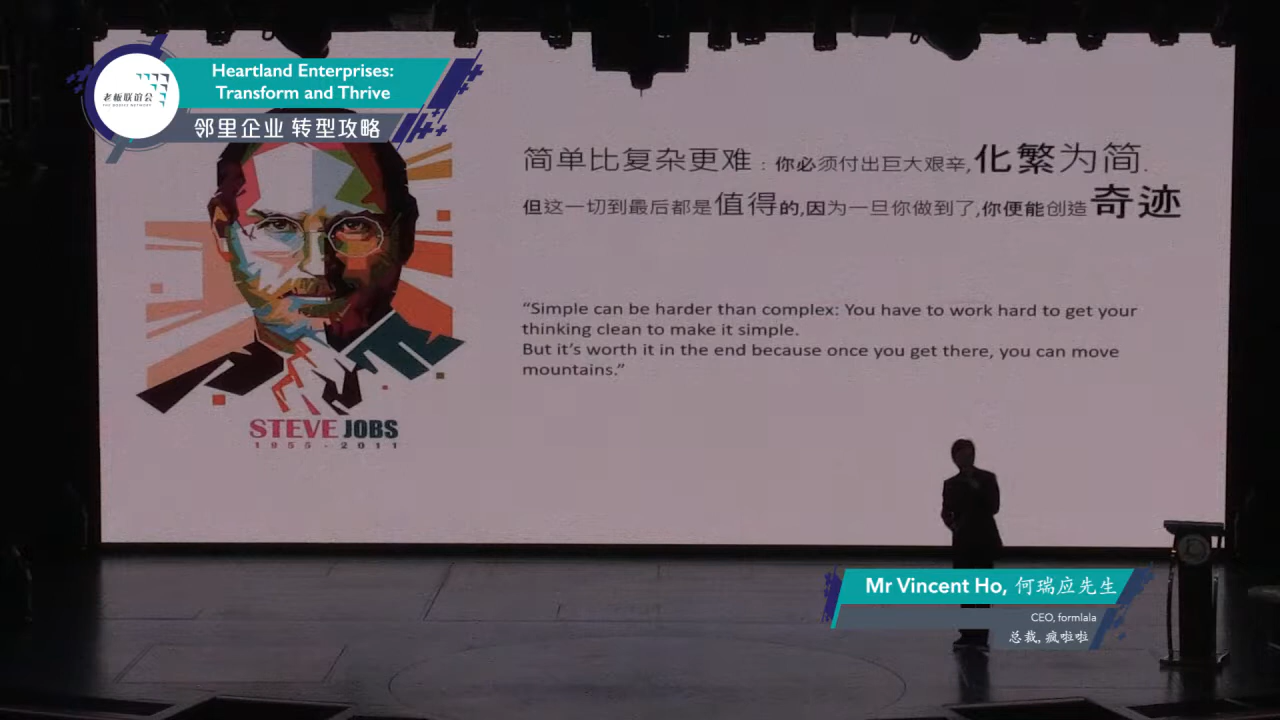 Heartland Enterprises:
Transform and Thrive
邻里企业 转型攻略
老板联谊会
简单比复杂更难：你必须付出巨大艰辛,化繁为简.
但这一切到最后都是值得的,因为一旦你做到了,你便能创造奇迹
“Simple can be harder than complex: You have to work hard to get your
thinking clean to make it simple.
But it’s worth it in the end because once you get there, you can move
mountains.”
STEVE JOBS
1955 - 2011
Mr Vincent Ho, 何瑞应先生
CEO, formlala
总裁, 疯啦啦